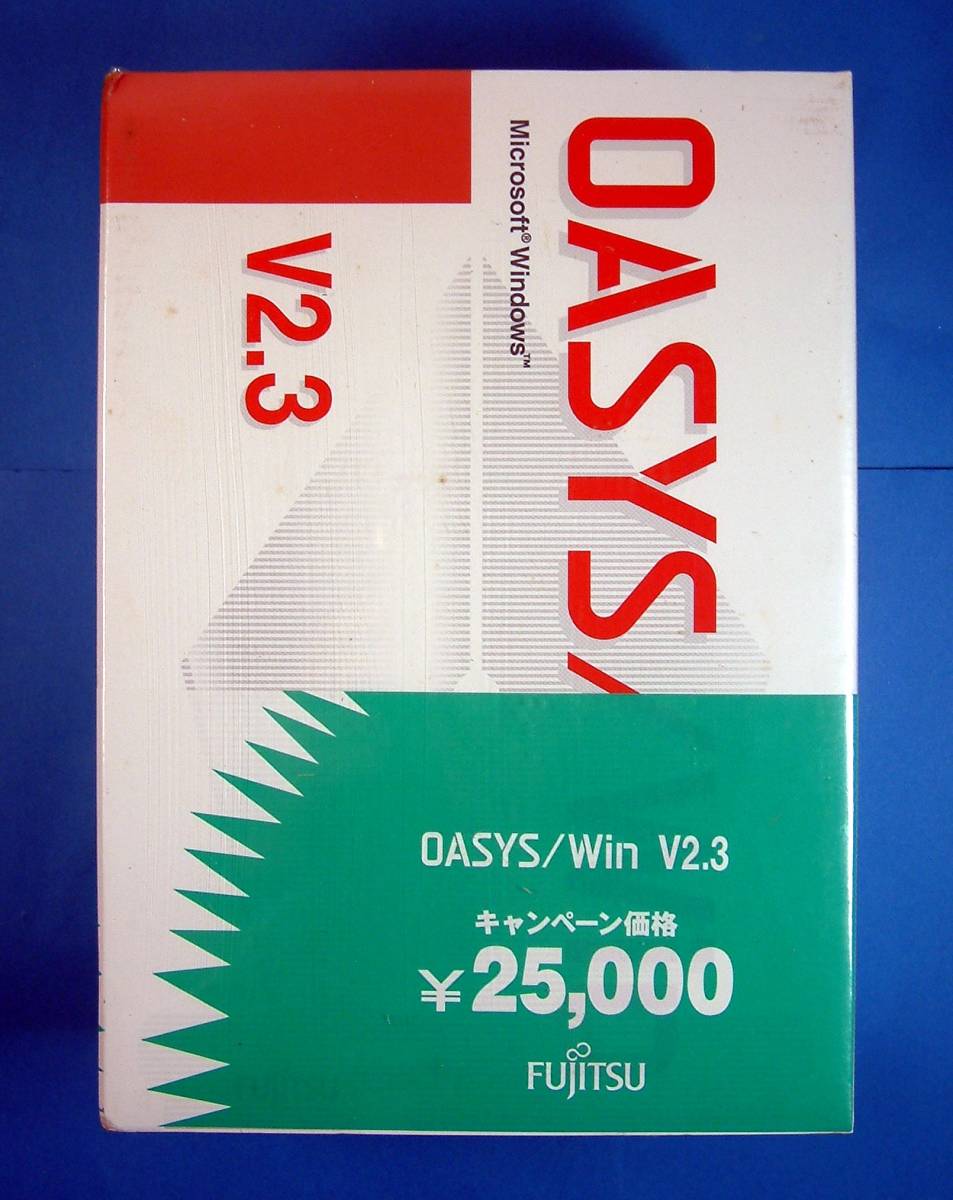 OASYS/
Microsoft® Windows™
V2.3
OASYS/Win V2.3
キャンペーン価格
¥25,000
FUJITSU